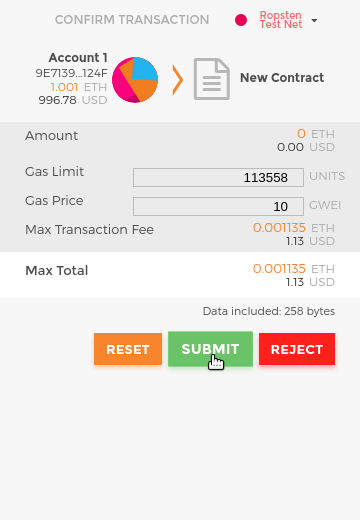 CONFIRM TRANSACTION
Ropsten
Test Net
Account 1
9E7139...124F
1.001 ETH
996.78 USD
New Contract
Amount
0 ETH
0.00 USD
Gas Limit
113558 UNITS
Gas Price
10 GWEI
Max Transaction Fee
0.001135 ETH
1.13 USD
Max Total
0.001135 ETH
1.13 USD
Data included: 258 bytes
RESET SUBMIT REJECT